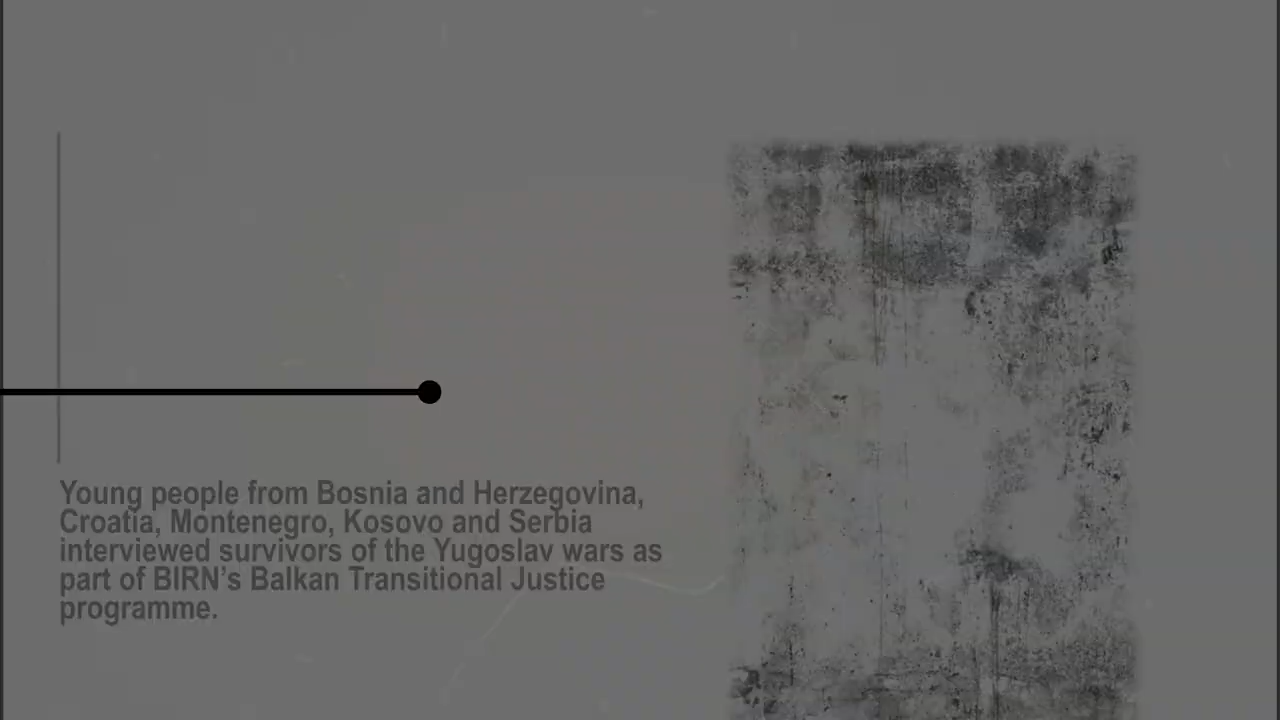 Young people from Bosnia and Herzegovina,
Croatia, Montenegro, Kosovo and Serbia
interviewed survivors of the Yugoslav wars as
part of BIRN’s Balkan Transitional Justice
programme.